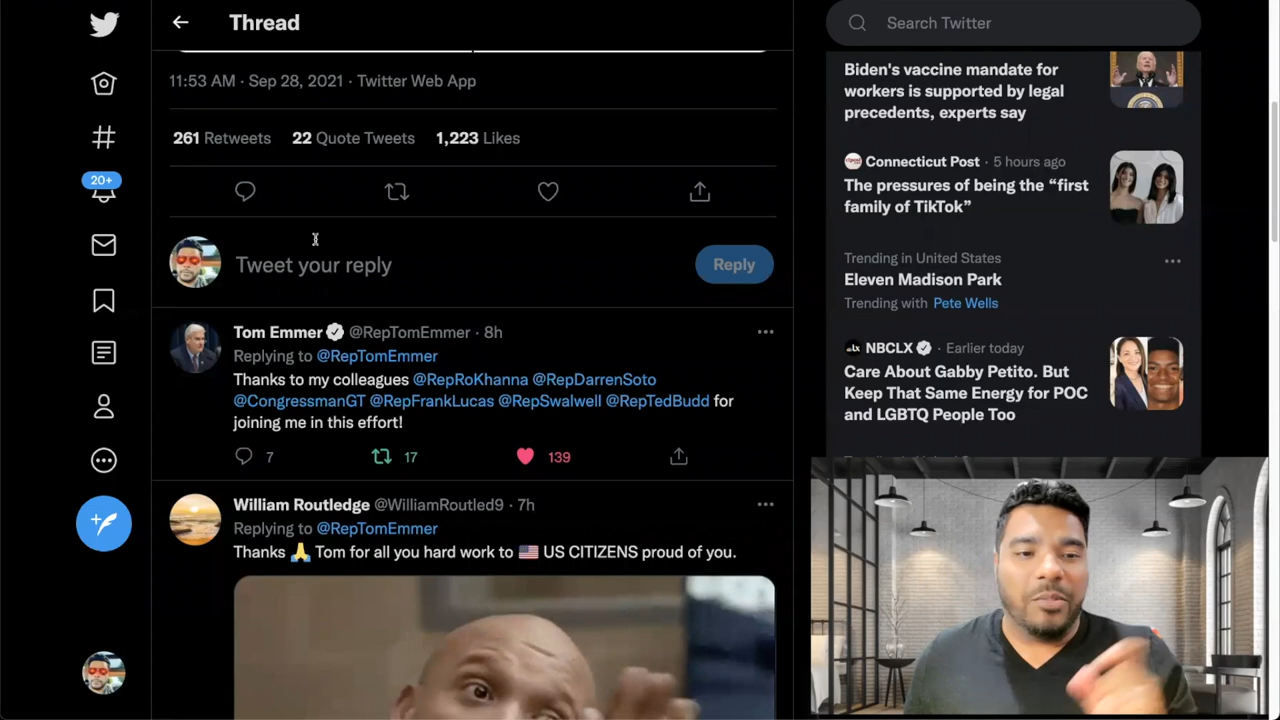 Thread
11:53 AM · Sep 28, 2021 · Twitter Web App
261 Retweets 22 Quote Tweets 1,223 Likes
Tweet your reply
Reply
20+
Tom Emmer @RepTomEmmer · 8h
Replying to @RepTomEmmer
Thanks to my colleagues @RepRoKhanna @RepDarrenSoto
@CongressmanGT @RepFrankLucas @RepSwalwell @RepTedBudd for
joining me in this effort!
7 17 139
William Routledge @WilliamRoutled9 · 7h
Replying to @RepTomEmmer
Thanks 🙏 Tom for all you hard work to 🇺🇸 US CITIZENS proud of you.
Search Twitter
Biden's vaccine mandate for
workers is supported by legal
precedents, experts say
Connecticut Post · 5 hours ago
The pressures of being the “first
family of TikTok”
Trending in United States
Eleven Madison Park
Trending with Pete Wells
NBCLX · Earlier today
Care About Gabby Petito. But
Keep That Same Energy for POC
and LGBTQ People Too